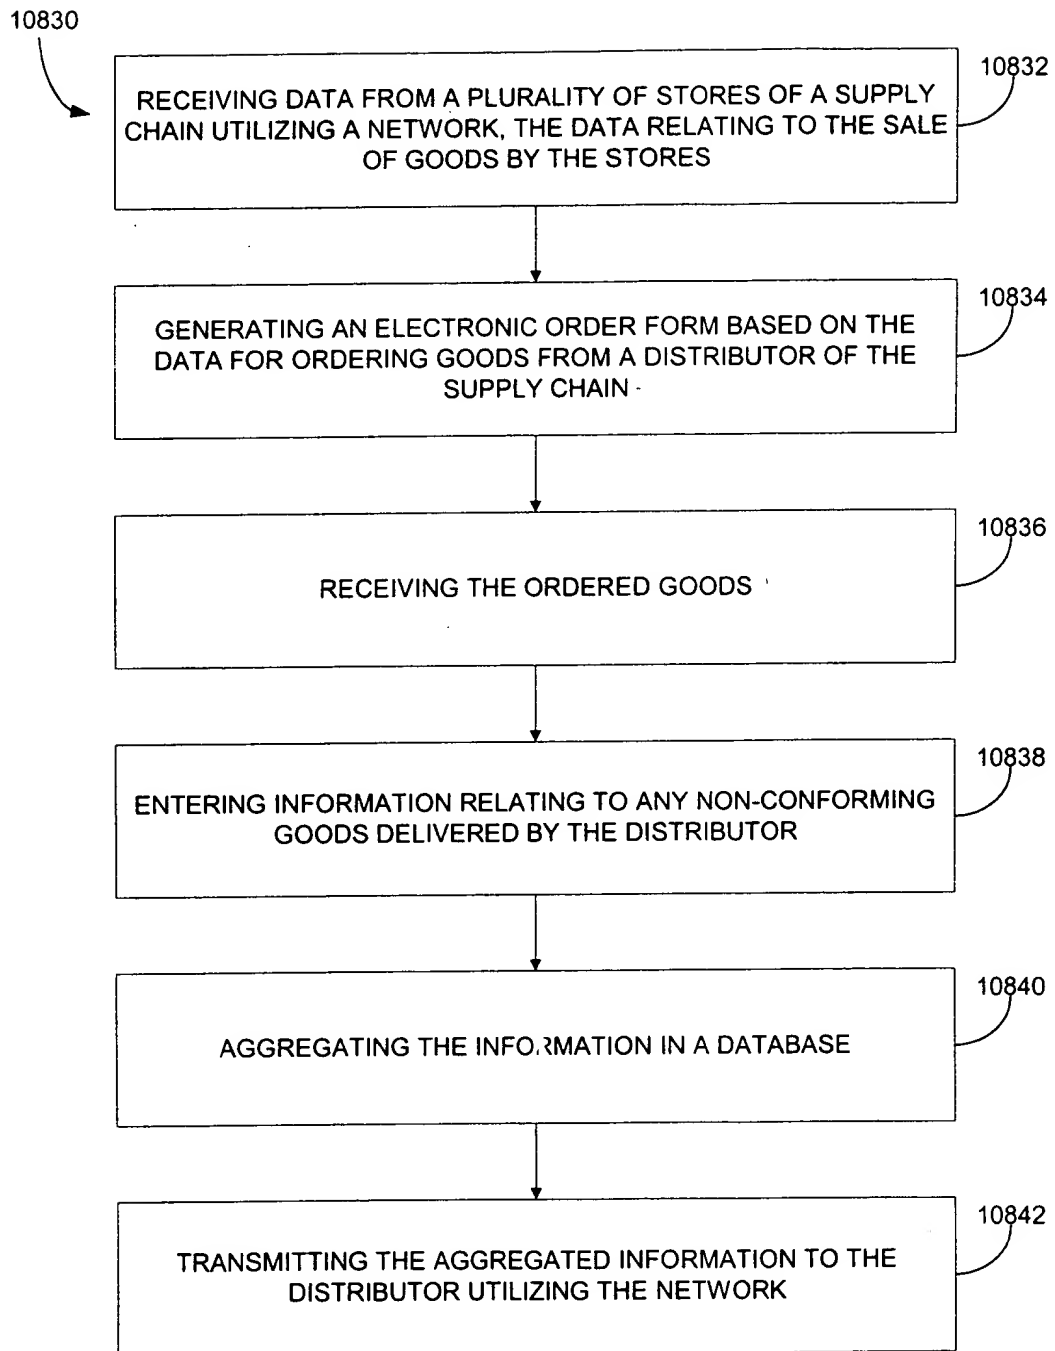 10830
10832
RECEIVING DATA FROM A PLURALITY OF STORES OF A SUPPLY
CHAIN UTILIZING A NETWORK, THE DATA RELATING TO THE SALE
OF GOODS BY THE STORES
10834
GENERATING AN ELECTRONIC ORDER FORM BASED ON THE
DATA FOR ORDERING GOODS FROM A DISTRIBUTOR OF THE
SUPPLY CHAIN
10836
RECEIVING THE ORDERED GOODS
10838
ENTERING INFORMATION RELATING TO ANY NON-CONFORMING
GOODS DELIVERED BY THE DISTRIBUTOR
10840
AGGREGATING THE INFORMATION IN A DATABASE
10842
TRANSMITTING THE AGGREGATED INFORMATION TO THE
DISTRIBUTOR UTILIZING THE NETWORK